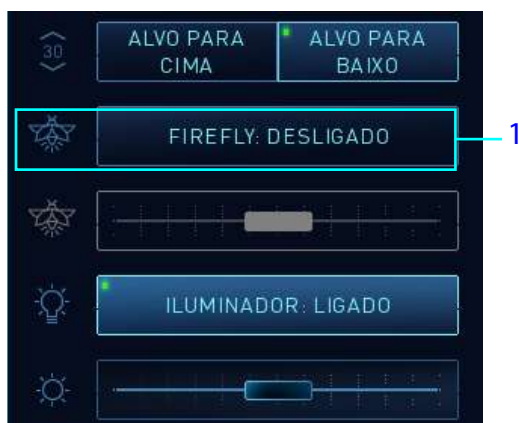 30
ALVO PARA
CIMA
ALVO PARA
BAIXO
FIREFLY: DESLIGADO
1
ILUMINADOR: LIGADO